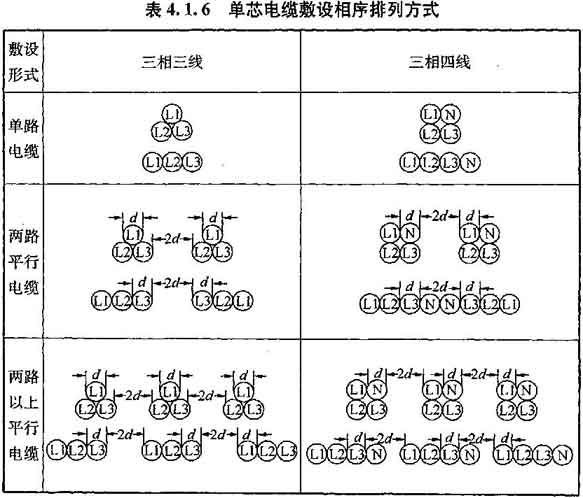 表4.1.6 单芯电缆敷设相序排列方式
敷设形式 三相三线 三相四线
单路电缆
L1
L2 L3
L1 L2 L3
L1 N
L2 L3
L1 L2 L3 N
两路平行电缆
d d
L1 2d L1
L2 L3 L2 L3
d 2d d
L1 L2 L3 L3 L2 L1
d 2d d
L1 N L1 N
L2 L3 L2 L3
d 2d d
L1 L2 L3 N N L3 L2 L1
两路以上平行电缆
d d d
L1 2d L1 2d L1
L2 L3 L2 L3 L2 L3
d 2d d 2d d
L1 L2 L3 L1 L2 L3 L1 L2 L3
d 2d d 2d d
L1 N L1 N L1 N
L2 L3 L2 L3 L2 L3
d 2d d 2d d
L1 L2 L3 N L1 L2 L3 N L1 L2 L3 N